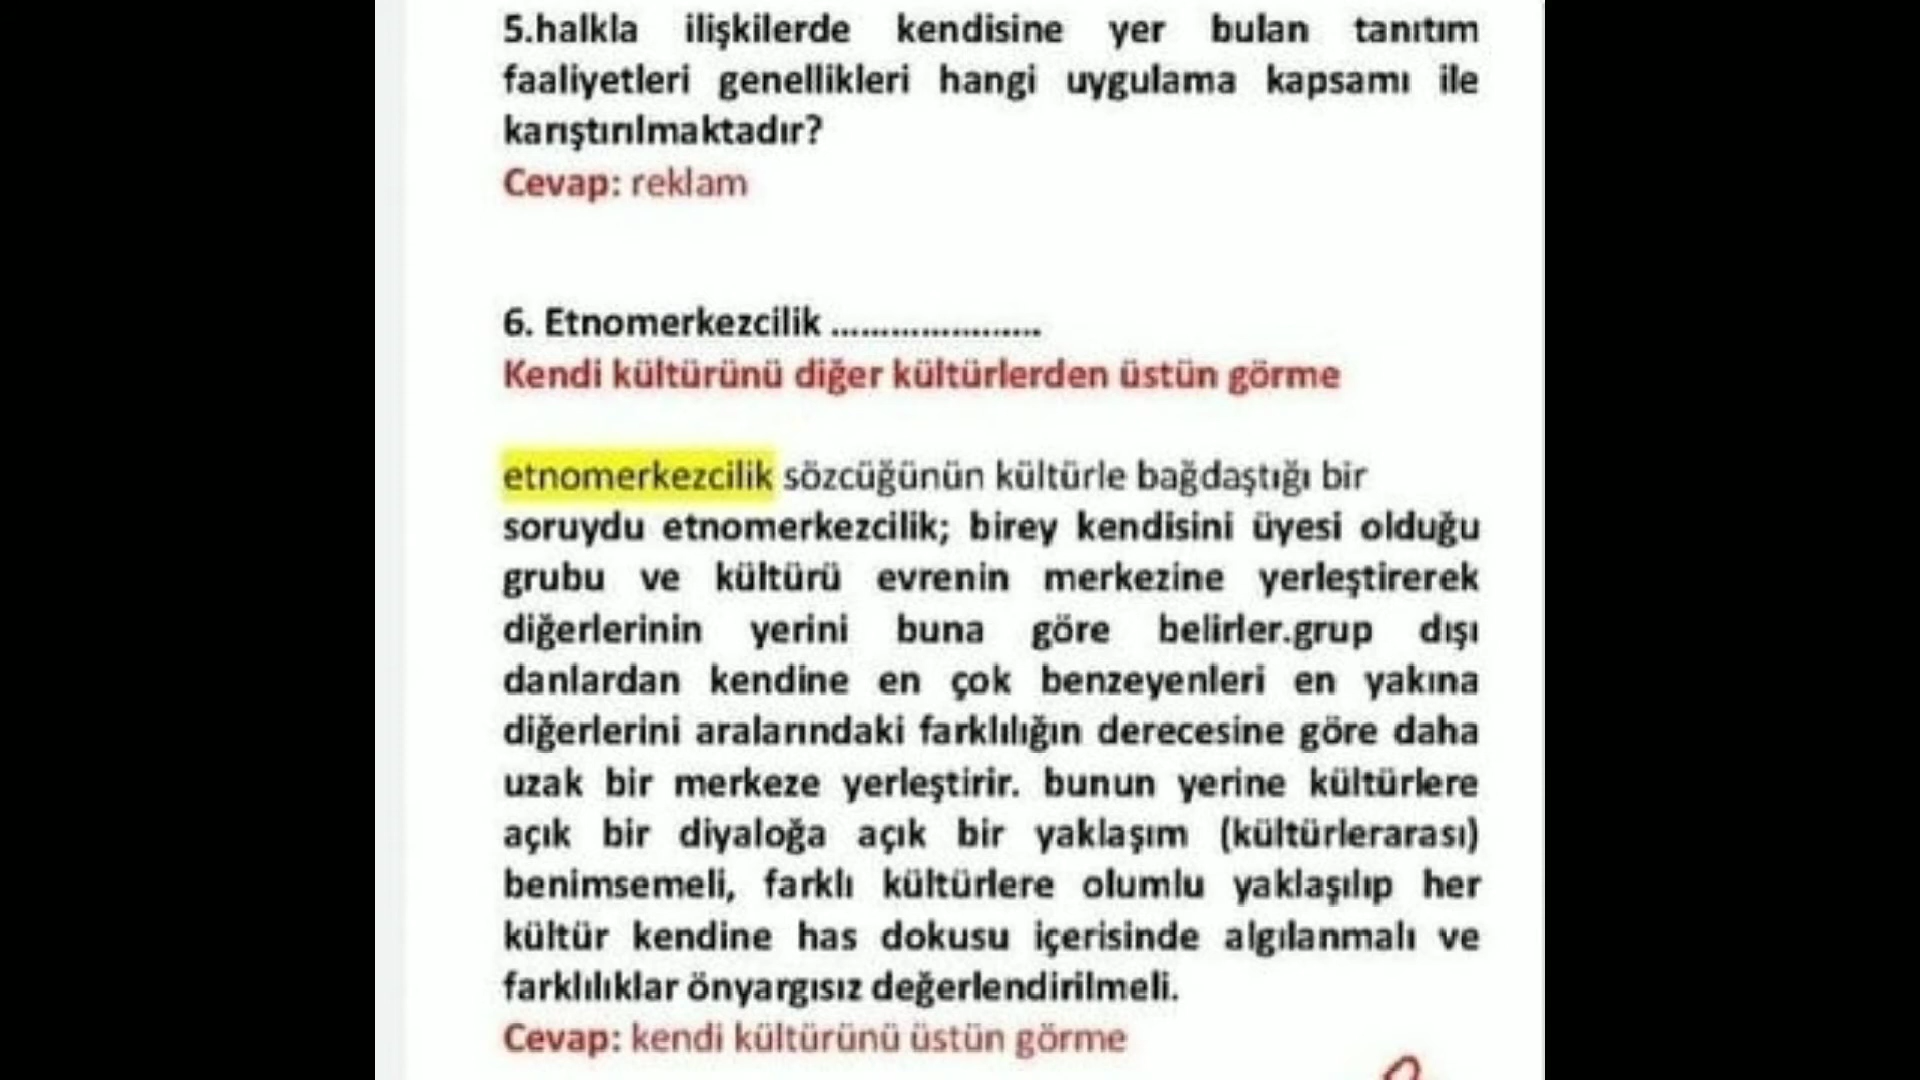 5.halkla ilişkilerde kendisine yer bulan tanıtım
faaliyetleri genellikleri hangi uygulama kapsamı ile
karıştırılmaktadır?
Cevap: reklam
6. Etnomerkezcilik .....................
Kendi kültürünü diğer kültürlerden üstün görme
etnomerkezcilik sözcüğünün kültürle bağdaştığı bir
soruydu etnomerkezcilik; birey kendisini üyesi olduğu
grubu ve kültürü evrenin merkezine yerleştirerek
diğerlerinin yerini buna göre belirler.grup dışı
danlardan kendine en çok benzeyenleri en yakına
diğerlerini aralarındaki farklılığın derecesine göre daha
uzak bir merkeze yerleştirir. bunun yerine kültürlere
açık bir diyaloğa açık bir yaklaşım (kültürlerarası)
benimsemeli, farklı kültürlere olumlu yaklaşılıp her
kültür kendine has dokusu içerisinde algılanmalı ve
farklılıklar önyargısız değerlendirilmeli.
Cevap: kendi kültürünü üstün görme